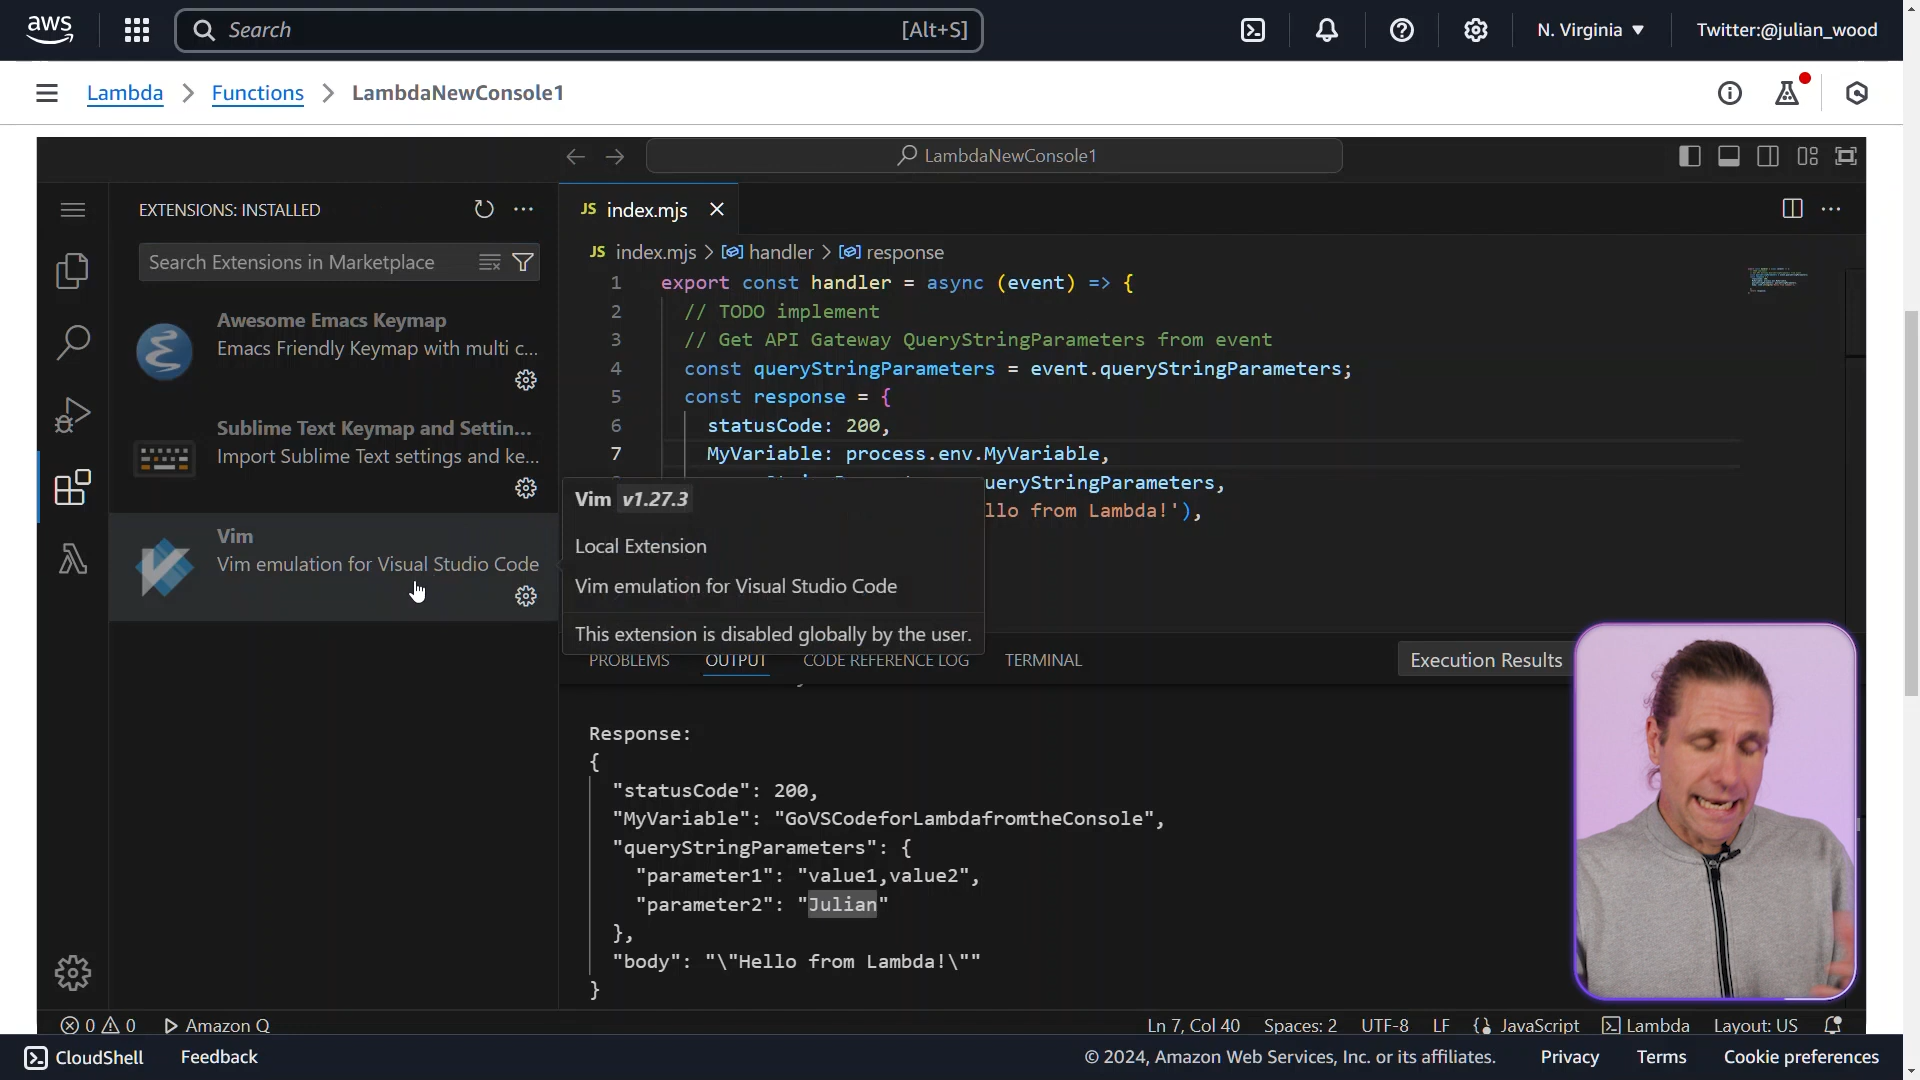 aws
Search
[Alt+S]
N. Virginia
Twitter:@julian_wood
Lambda
Functions
LambdaNewConsole1
LambdaNewConsole1
EXTENSIONS: INSTALLED
Search Extensions in Marketplace
Awesome Emacs Keymap
Emacs Friendly Keymap with multi c...
Sublime Text Keymap and Settin...
Import Sublime Text settings and ke...
Vim
Vim emulation for Visual Studio Code
JS index.mjs
JS index.mjs > handler > response
1 export const handler = async (event) => {
2 // TODO implement
3 // Get API Gateway QueryStringParameters from event
4 const queryStringParameters = event.queryStringParameters;
5 const response = {
6 statusCode: 200,
7 MyVariable: process.env.MyVariable,
ueryStringParameters,
llo from Lambda!'),
Vim v1.27.3
Local Extension
Vim emulation for Visual Studio Code
This extension is disabled globally by the user.
PROBLEMS
OUTPUT
CODE REFERENCE LOG
TERMINAL
Execution Results
Response:
{
"statusCode": 200,
"MyVariable": "GoVSCodeforLambdafromtheConsole",
"queryStringParameters": {
"parameter1": "value1,value2",
"parameter2": "Julian"
},
"body": "\"Hello from Lambda!\""
}
0 0 Amazon Q
Ln 7, Col 40
Spaces: 2
UTF-8
LF
{} JavaScript
Lambda
Layout: US
CloudShell
Feedback
© 2024, Amazon Web Services, Inc. or its affiliates.
Privacy
Terms
Cookie preferences